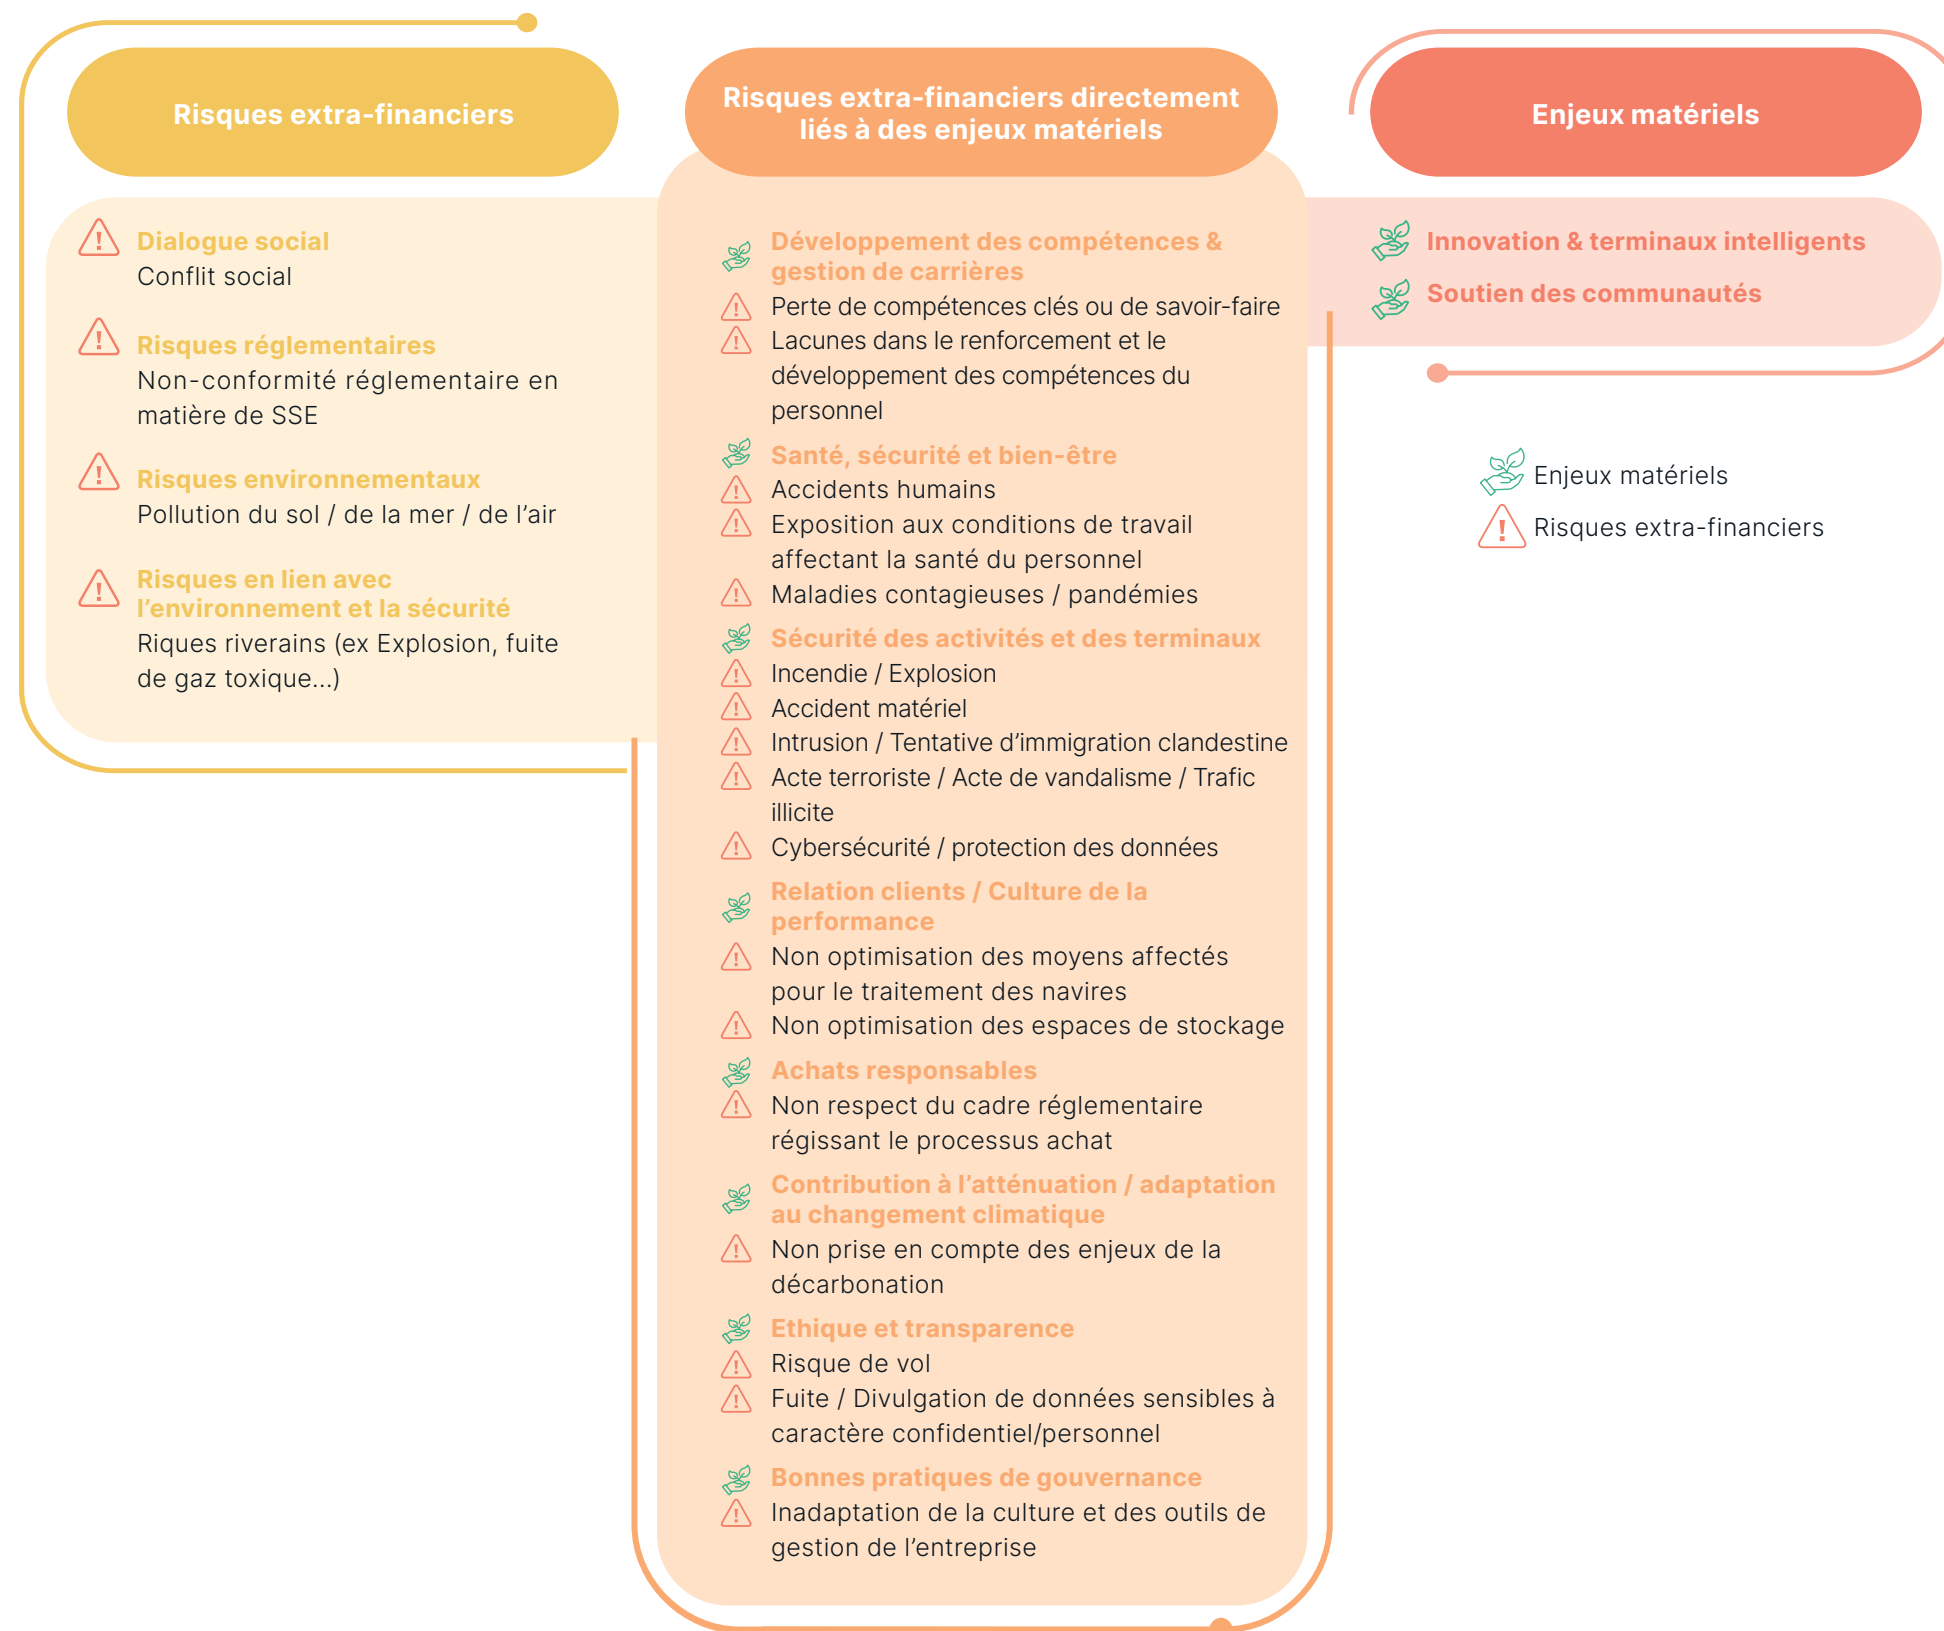 Risques extra-financiers
Dialogue social
Conflit social
Risques réglementaires
Non-conformité réglementaire en
matière de SSE
Risques environnementaux
Pollution du sol / de la mer / de l’air
Risques en lien avec
l’environnement et la sécurité
Riques riverains (ex Explosion, fuite
de gaz toxique...)
Risques extra-financiers directement
liés à des enjeux matériels
Développement des compétences &
gestion de carrières
Perte de compétences clés ou de savoir-faire
Lacunes dans le renforcement et le
développement des compétences du
personnel
Santé, sécurité et bien-être
Accidents humains
Exposition aux conditions de travail
affectant la santé du personnel
Maladies contagieuses / pandémies
Sécurité des activités et des terminaux
Incendie / Explosion
Accident matériel
Intrusion / Tentative d’immigration clandestine
Acte terroriste / Acte de vandalisme / Trafic
illicite
Cybersécurité / protection des données
Relation clients / Culture de la
performance
Non optimisation des moyens affectés
pour le traitement des navires
Non optimisation des espaces de stockage
Achats responsables
Non respect du cadre réglementaire
régissant le processus achat
Contribution à l’atténuation / adaptation
au changement climatique
Non prise en compte des enjeux de la
décarbonation
Ethique et transparence
Risque de vol
Fuite / Divulgation de données sensibles à
caractère confidentiel/personnel
Bonnes pratiques de gouvernance
Inadaptation de la culture et des outils de
gestion de l’entreprise
Enjeux matériels
Innovation & terminaux intelligents
Soutien des communautés
Enjeux matériels
Risques extra-financiers